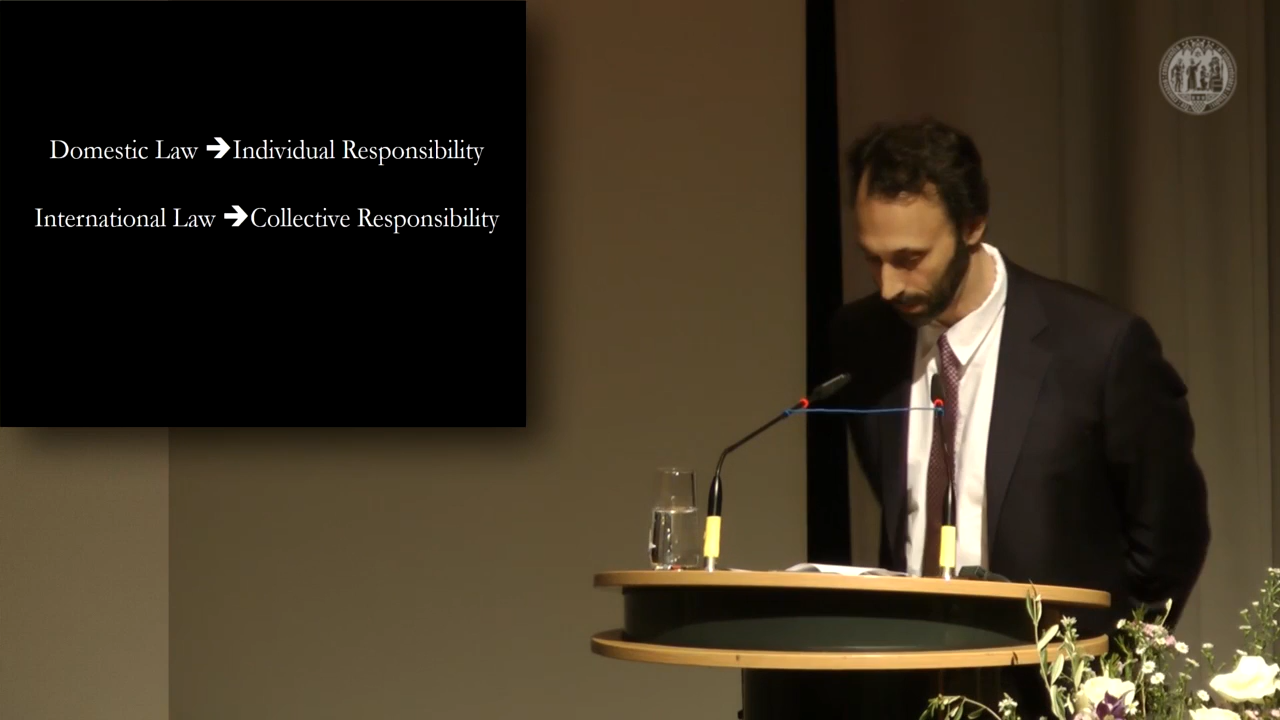 Domestic Law 🡺Individual Responsibility
International Law 🡺Collective Responsibility